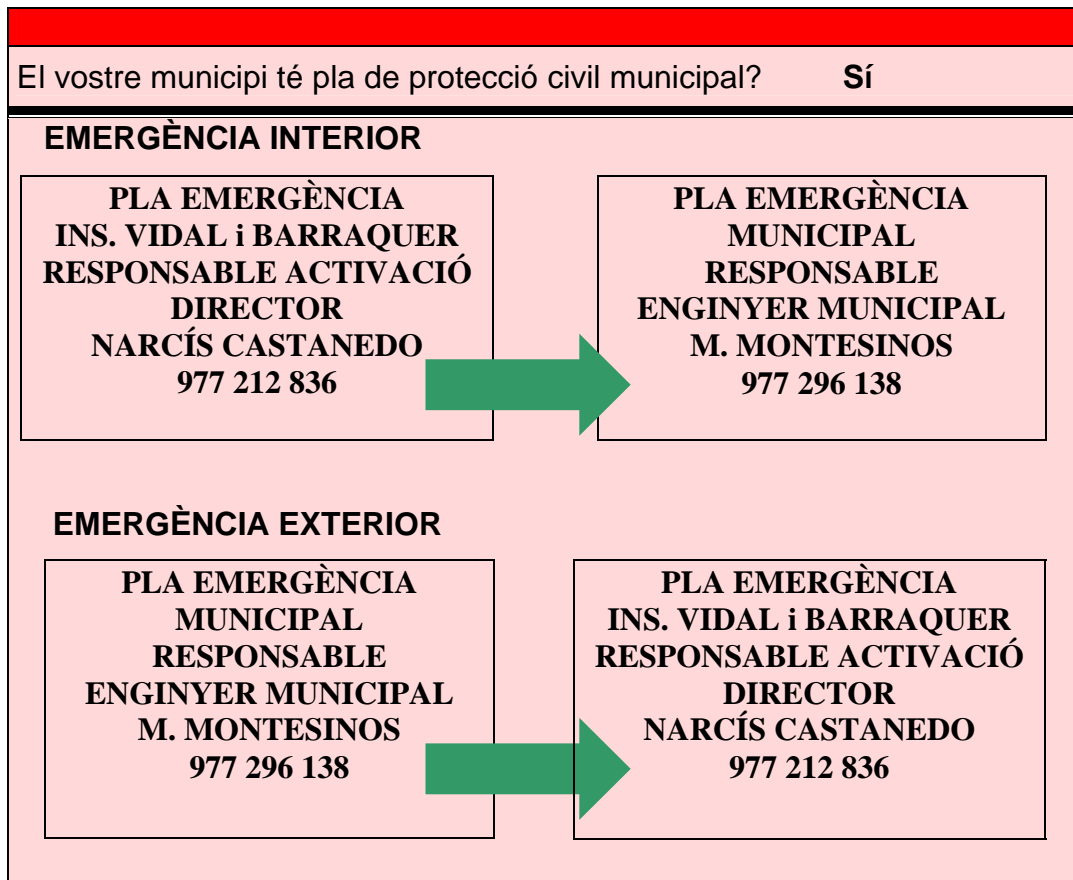 El vostre municipi té pla de protecció civil municipal? Sí
EMERGÈNCIA INTERIOR
PLA EMERGÈNCIA
INS. VIDAL i BARRAQUER
RESPONSABLE ACTIVACIÓ
DIRECTOR
NARCÍS CASTANEDO
977 212 836
PLA EMERGÈNCIA
MUNICIPAL
RESPONSABLE
ENGINYER MUNICIPAL
M. MONTESINOS
977 296 138
EMERGÈNCIA EXTERIOR
PLA EMERGÈNCIA
MUNICIPAL
RESPONSABLE
ENGINYER MUNICIPAL
M. MONTESINOS
977 296 138
PLA EMERGÈNCIA
INS. VIDAL i BARRAQUER
RESPONSABLE ACTIVACIÓ
DIRECTOR
NARCÍS CASTANEDO
977 212 836